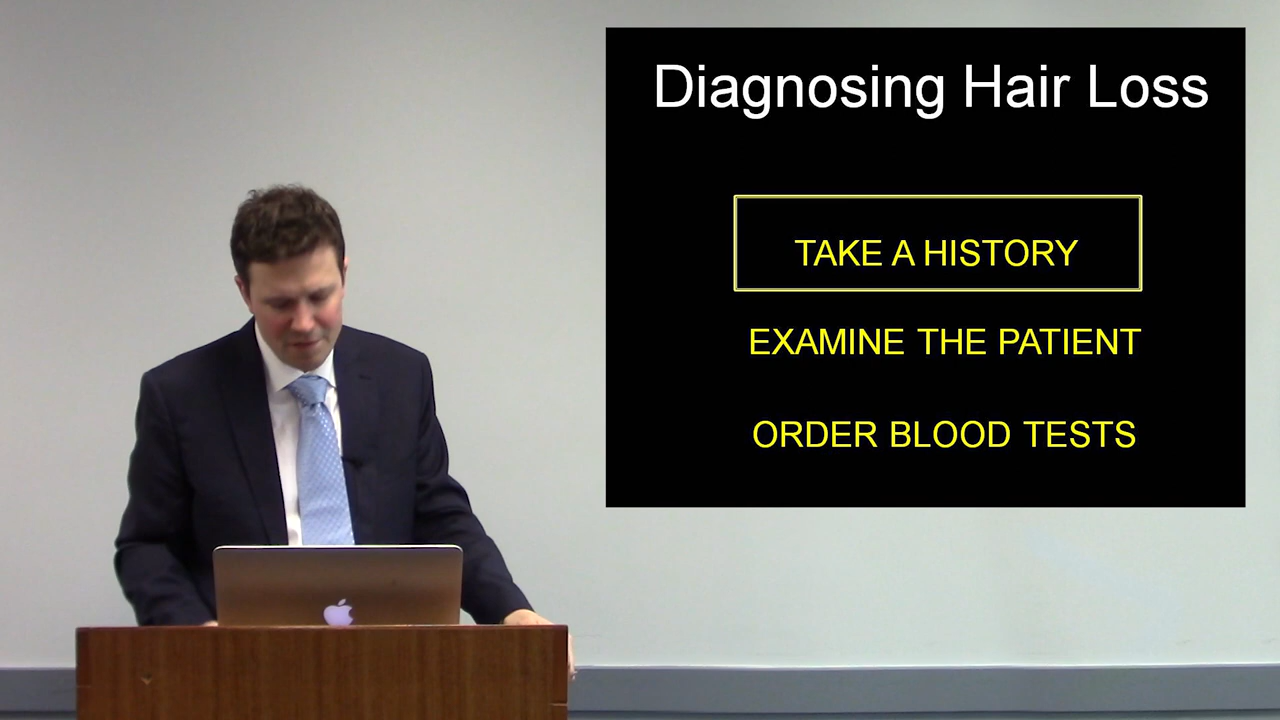 Diagnosing Hair Loss
TAKE A HISTORY
EXAMINE THE PATIENT
ORDER BLOOD TESTS